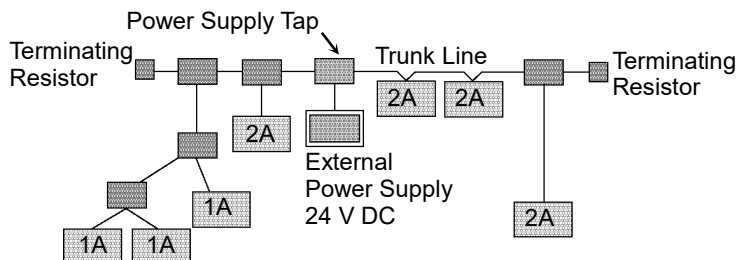 Power Supply Tap
Terminating
Resistor
Trunk Line
Terminating
Resistor
2A
2A
2A
External
Power Supply
24 V DC
1A
2A
1A
1A